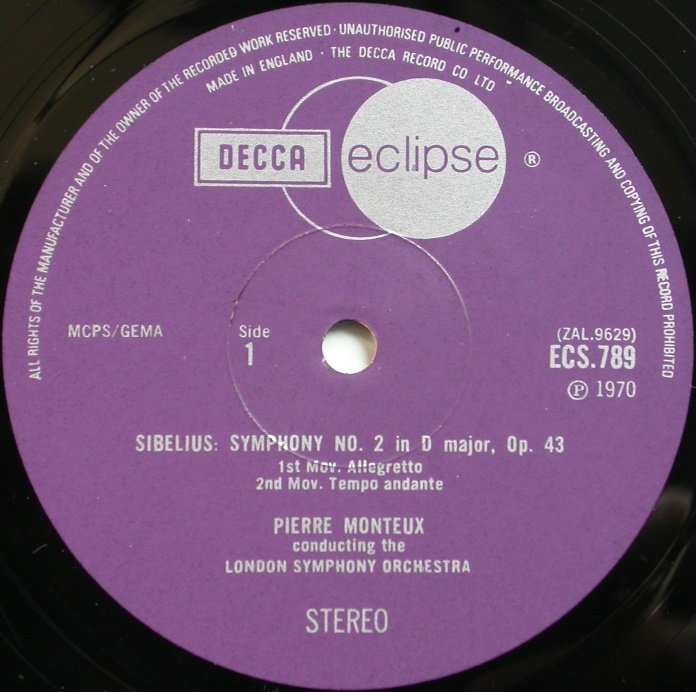 ALL RIGHTS OF THE MANUFACTURER AND OF THE OWNER OF THE RECORDED WORK RESERVED · UNAUTHORISED PUBLIC PERFORMANCE BROADCASTING AND COPYING OF THIS RECORD PROHIBITED
MADE IN ENGLAND · THE DECCA RECORD CO LTD
DECCA eclipse ®
MCPS/GEMA
Side
1
(ZAL.9629)
ECS.789
℗ 1970
SIBELIUS: SYMPHONY NO. 2 in D major, Op. 43
1st Mov. Allegretto
2nd Mov. Tempo andante
PIERRE MONTEUX
conducting the
LONDON SYMPHONY ORCHESTRA
STEREO